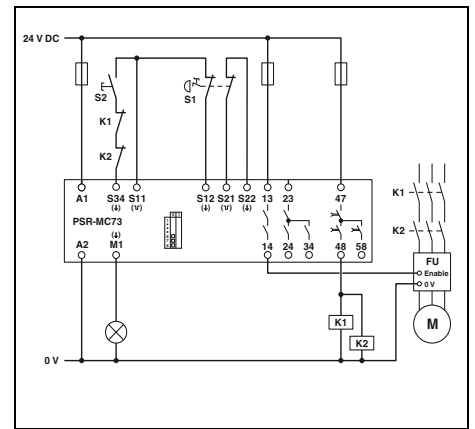 24 V DC
S2
S1
K1
K2
A1 S34 S11 S12 S21 S22 13 23 47
PSR-MC73
A2 M1 14 24 34 48 58
K1
K2
FU
Enable
0 V
M
K1
K2
0 V